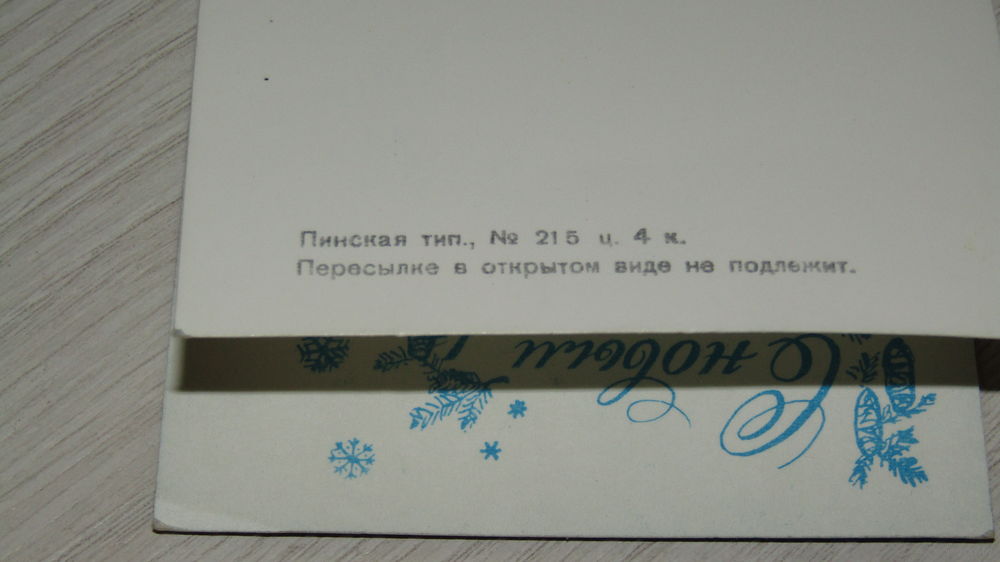 Пинская тип., № 215 ц. 4 к.
Пересылке в открытом виде не подлежит.
С новым